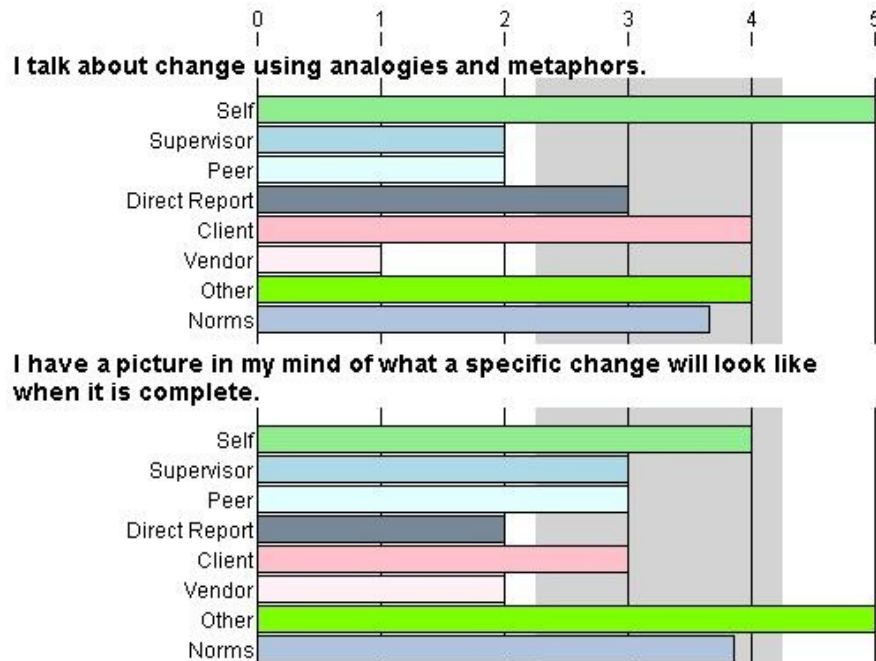 0 1 2 3 4 5
I talk about change using analogies and metaphors.
Self
Supervisor
Peer
Direct Report
Client
Vendor
Other
Norms
I have a picture in my mind of what a specific change will look like
when it is complete.
Self
Supervisor
Peer
Direct Report
Client
Vendor
Other
Norms